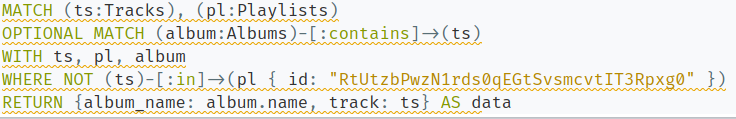 MATCH (ts:Tracks), (pl:Playlists)
OPTIONAL MATCH (album:Albums)-[:contains]->(ts)
WITH ts, pl, album
WHERE NOT (ts)-[:in]->(pl { id: "RtUtzbPwzN1rds0qEGtSvsmcvtIT3Rpxg0" })
RETURN {album_name: album.name, track: ts} AS data